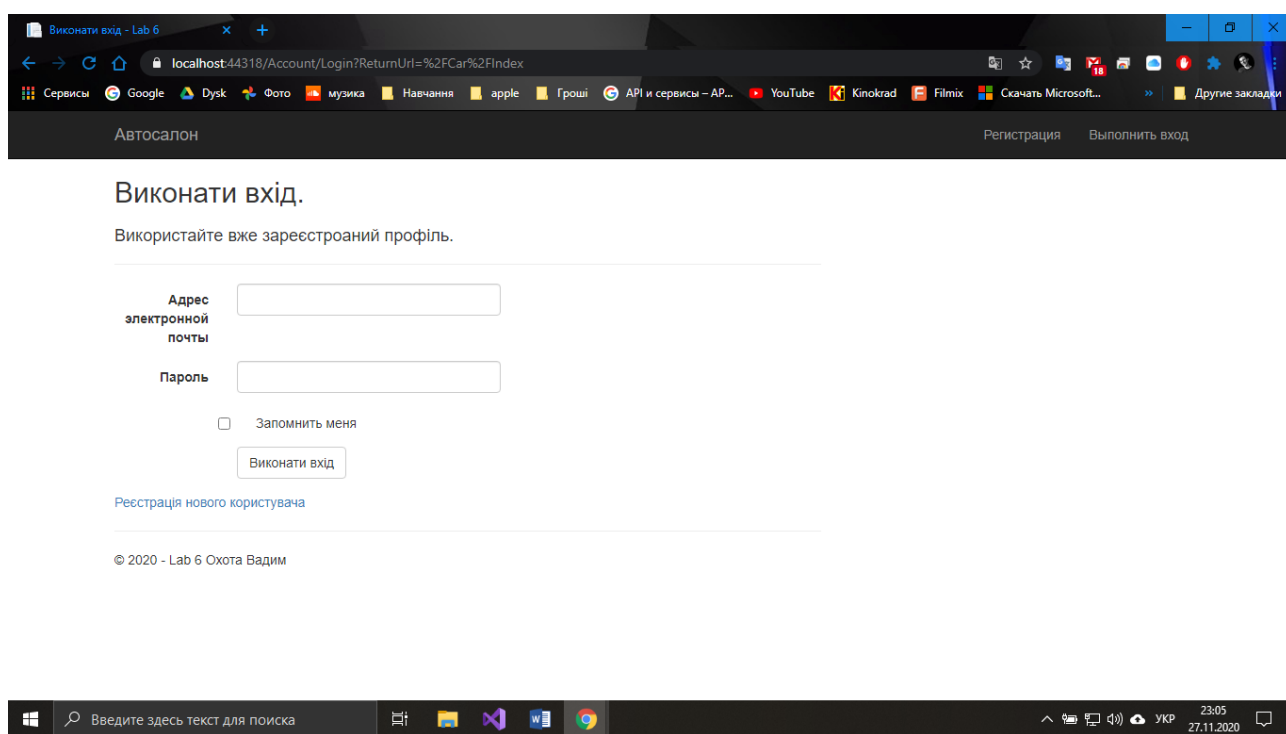 Виконати вхід - Lab 6
localhost:44318/Account/Login?ReturnUrl=%2FCar%2FIndex
18
Сервисы Google Dysk Фото музика Навчання apple Гроші API и сервисы – AP... YouTube Kinokrad Filmix Скачать Microsoft... » Другие закладки
Автосалон Регистрация Выполнить вход
Виконати вхід.
Використайте вже зареєстроаний профіль.
Адрес
электронной
почты
Пароль
Запомнить меня
Виконати вхід
Реєстрація нового користувача
© 2020 - Lab 6 Охота Вадим
Введите здесь текст для поиска
УКР
23:05
27.11.2020